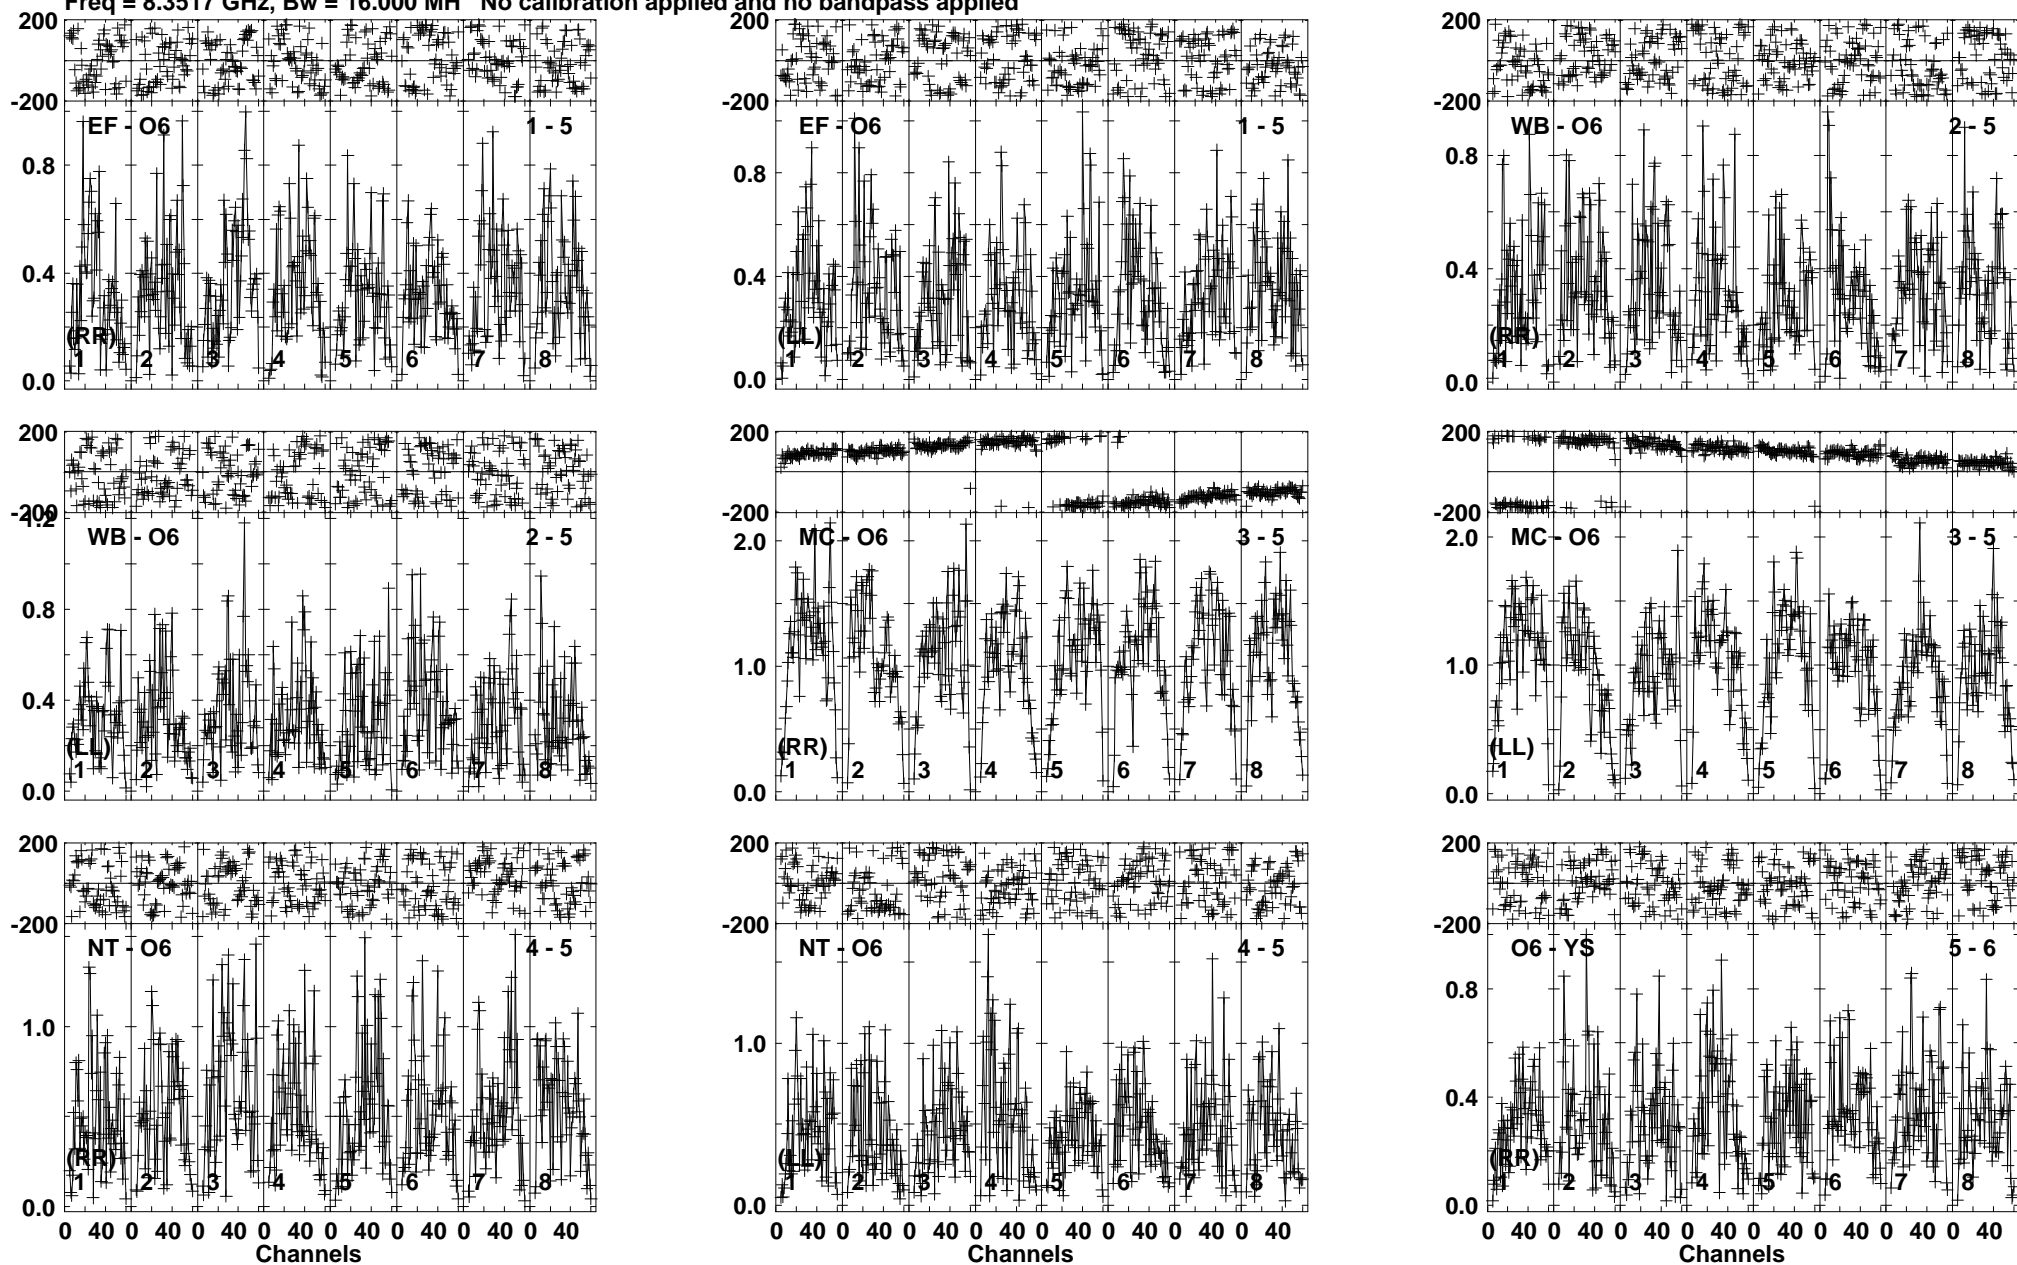 Freq = 8.3517 GHz, Bw = 16.000 MH No calibration applied and no bandpass applied
200 200 200
-200 -200 -200
EF - O6 1 - 5 EF - O6 1 - 5 WB - O6 2 - 5
0.8 0.8 0.8
0.4 0.4 0.4
(RR) (LL) (RR)
1 2 3 4 5 6 7 8 1 2 3 4 5 6 7 8 1 2 3 4 5 6 7 8
0.0 0.0 0.0
200 200 200
-200 -200 -200
1.2
WB - O6 2 - 5 MC - O6 3 - 5 MC - O6 3 - 5
2.0 2.0
0.8 1.0 1.0
0.4
(LL) (RR) (LL)
1 2 3 4 5 6 7 8 1 2 3 4 5 6 7 8 1 2 3 4 5 6 7 8
0.0 0.0 0.0
200 200 200
-200 -200 -200
NT - O6 4 - 5 NT - O6 4 - 5 O6 - YS 5 - 6
1.0 1.0 0.8
0.4
(RR) (LL) (RR)
1 2 3 4 5 6 7 8 1 2 3 4 5 6 7 8 1 2 3 4 5 6 7 8
0.0 0.0 0.0
0 40 0 40 0 40 0 40 0 40 0 40 0 40 0 40 0 40 0 40 0 40 0 40 0 40 0 40 0 40 0 40 0 40 0 40 0 40 0 40 0 40 0 40 0 40 0 40
Channels Channels Channels